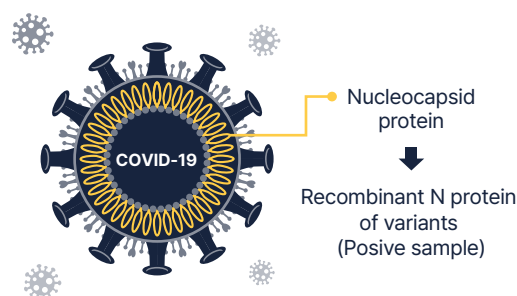 COVID-19
Nucleocapsid
protein
Recombinant N protein
of variants
(Posive sample)